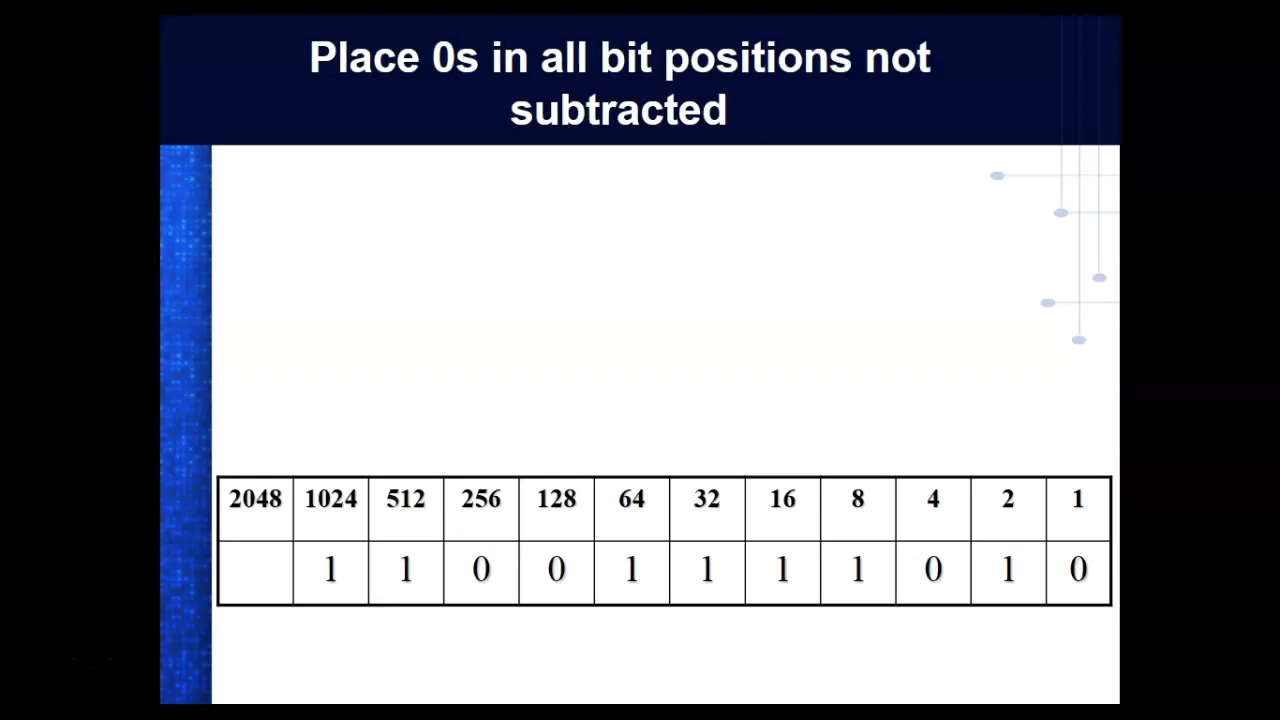 Place 0s in all bit positions not
subtracted
2048 1024 512 256 128 64 32 16 8 4 2 1
1 1 0 0 1 1 1 1 0 1 0